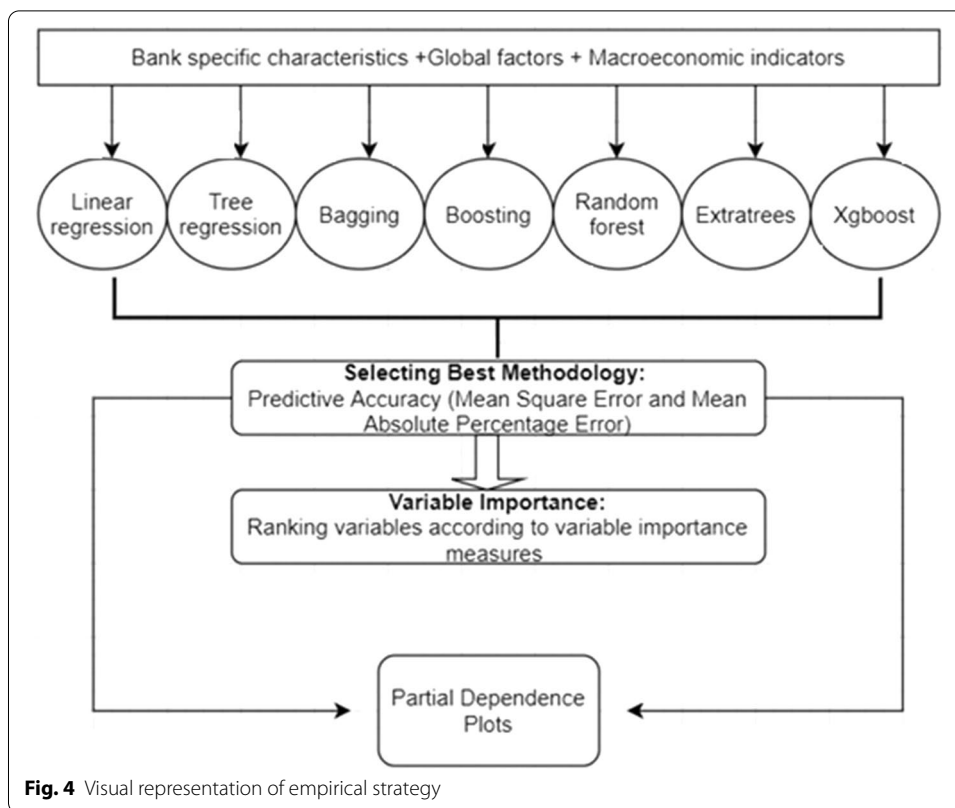 Bank specific characteristics +Global factors + Macroeconomic indicators
Linear
regression
Tree
regression
Bagging
Boosting
Random
forest
Extratrees
Xgboost
Selecting Best Methodology:
Predictive Accuracy (Mean Square Error and Mean
Absolute Percentage Error)
Variable Importance:
Ranking variables according to variable importance
measures
Partial Dependence
Plots
Fig. 4 Visual representation of empirical strategy